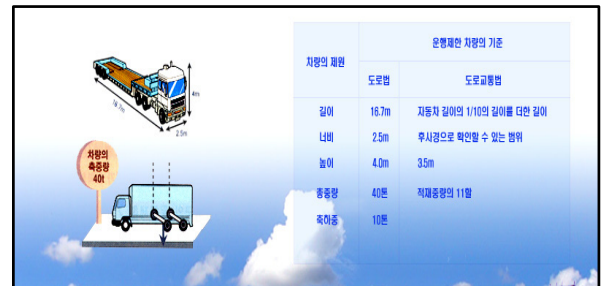 4m
16.7m
2.5m
차량의
축중량
40t
차량의 제원
운행제한 차량의 기준
도로법
도로교통법
길이 16.7m 자동차 길이의 1/10의 길이를 더한 길이
너비 2.5m 후사경으로 확인할 수 있는 범위
높이 4.0m 3.5m
총중량 40톤 적재중량의 11할
축하중 10톤